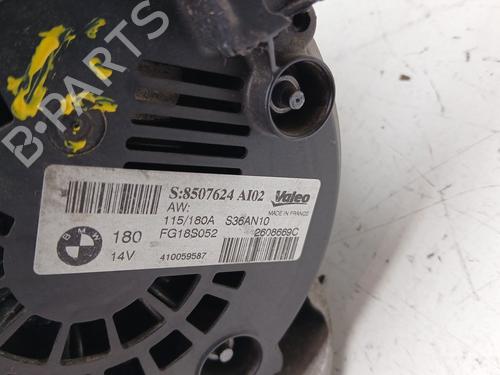 B-PARTS
S:8507624 AI02 Valeo
AW: MADE IN FRANCE
115/180A S36AN10
BMW 180 FG18S052 2608669C
14V 410059587